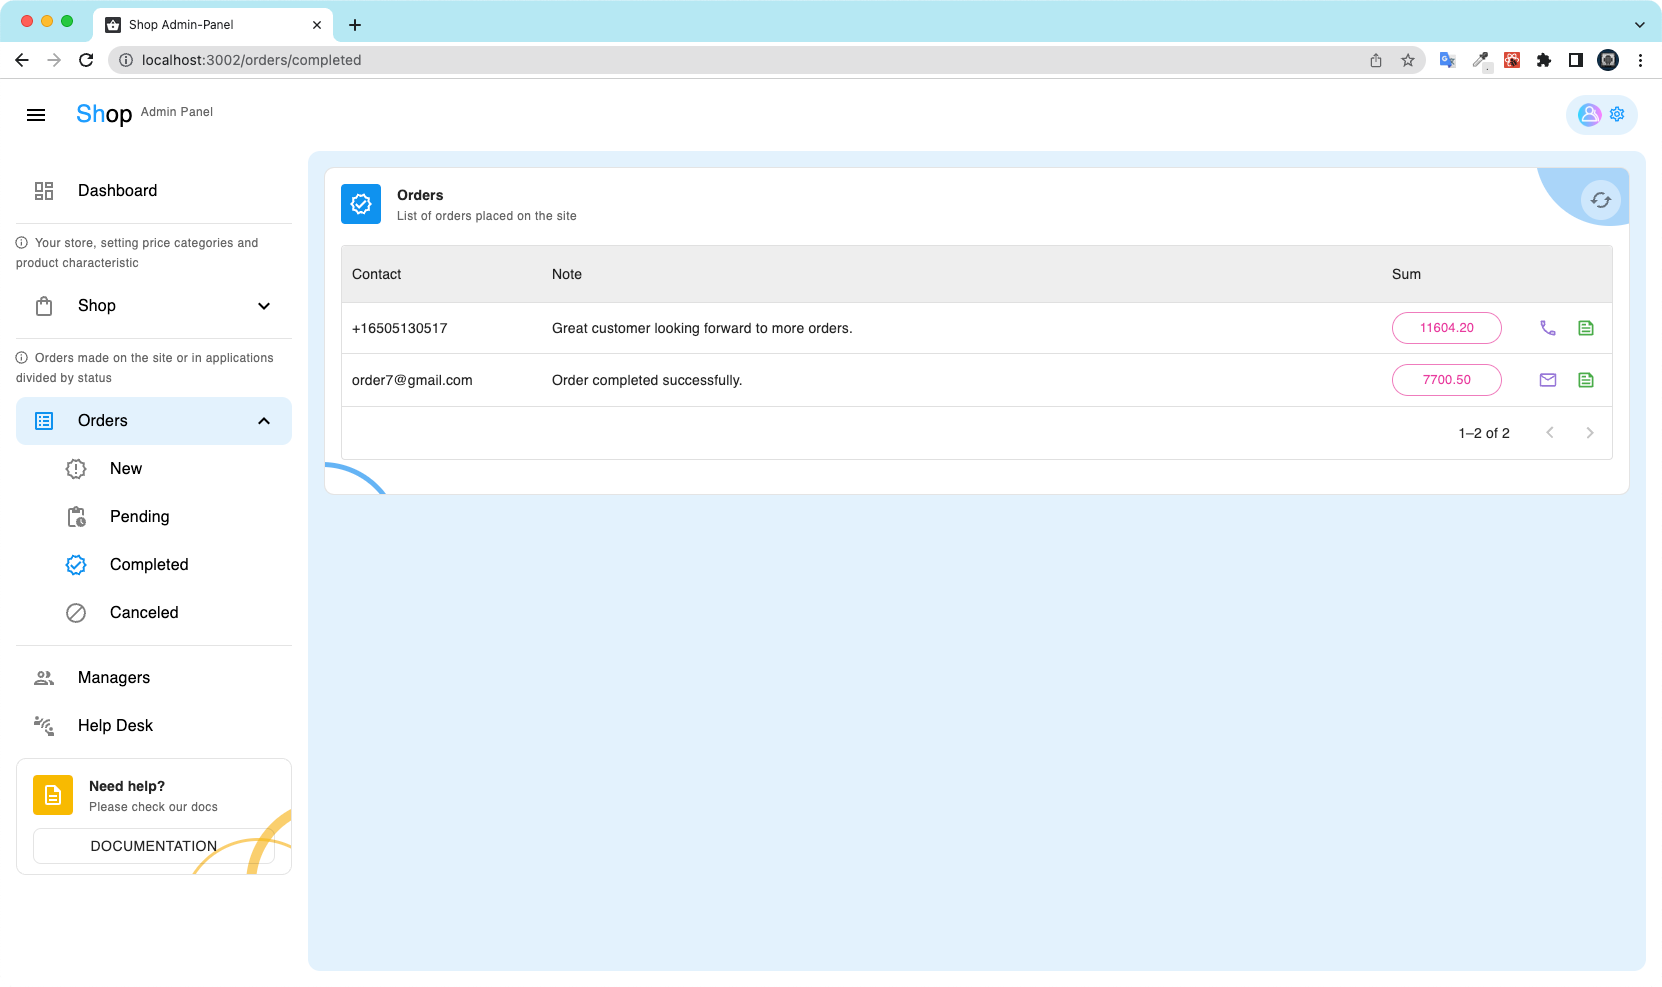 Shop Admin-Panel
localhost:3002/orders/completed
Shop Admin Panel
Dashboard
Your store, setting price categories and
product characteristic
Shop
Orders made on the site or in applications
divided by status
Orders
New
Pending
Completed
Canceled
Managers
Help Desk
Need help?
Please check our docs
DOCUMENTATION
Orders
List of orders placed on the site
Contact Note Sum
+16505130517 Great customer looking forward to more orders. 11604.20
order7@gmail.com Order completed successfully. 7700.50
1–2 of 2